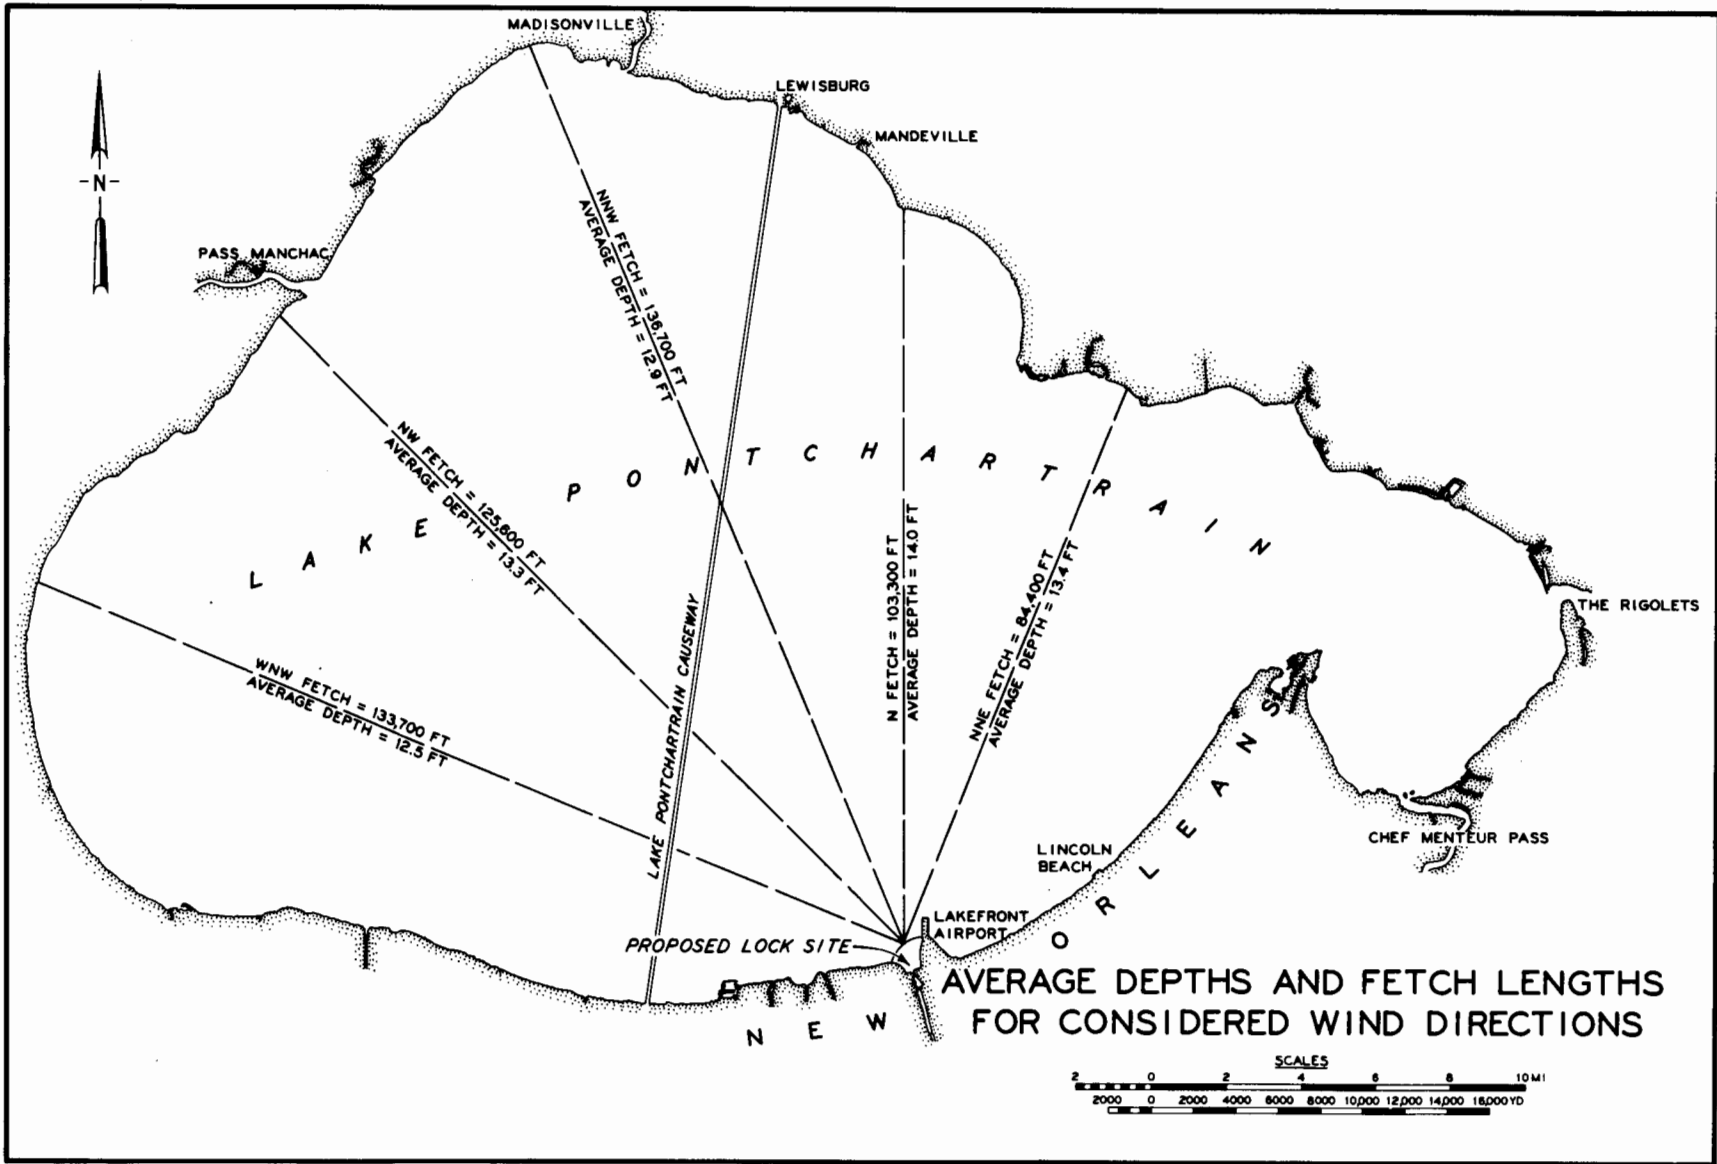 MADISONVILLE
LEWISBURG
MANDEVILLE
-N-
PASS MANCHAC
NNW FETCH = 136,700 FT
AVERAGE DEPTH = 12.9 FT
NW FETCH = 125,600 FT
AVERAGE DEPTH = 13.3 FT
LAKE PONTCHARTRAIN
N FETCH = 103,300 FT
AVERAGE DEPTH = 14.0 FT
NNE FETCH = 84,400 FT
AVERAGE DEPTH = 13.4 FT
THE RIGOLETS
WNW FETCH = 133,700 FT
AVERAGE DEPTH = 12.5 FT
LAKE PONTCHARTRAIN CAUSEWAY
CHEF MENTEUR PASS
LINCOLN
BEACH
LAKEFRONT
AIRPORT
PROPOSED LOCK SITE
NEW ORLEANS
AVERAGE DEPTHS AND FETCH LENGTHS
FOR CONSIDERED WIND DIRECTIONS
SCALES
2 0 2 4 6 8 10 MI
2000 0 2000 4000 6000 8000 10,000 12,000 14,000 16,000 YD